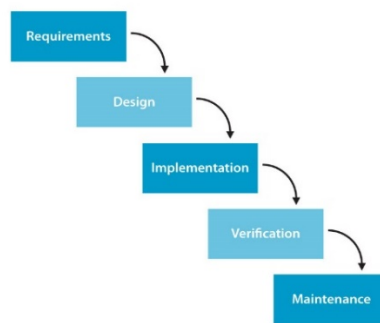 Requirements
Design
Implementation
Verification
Maintenance